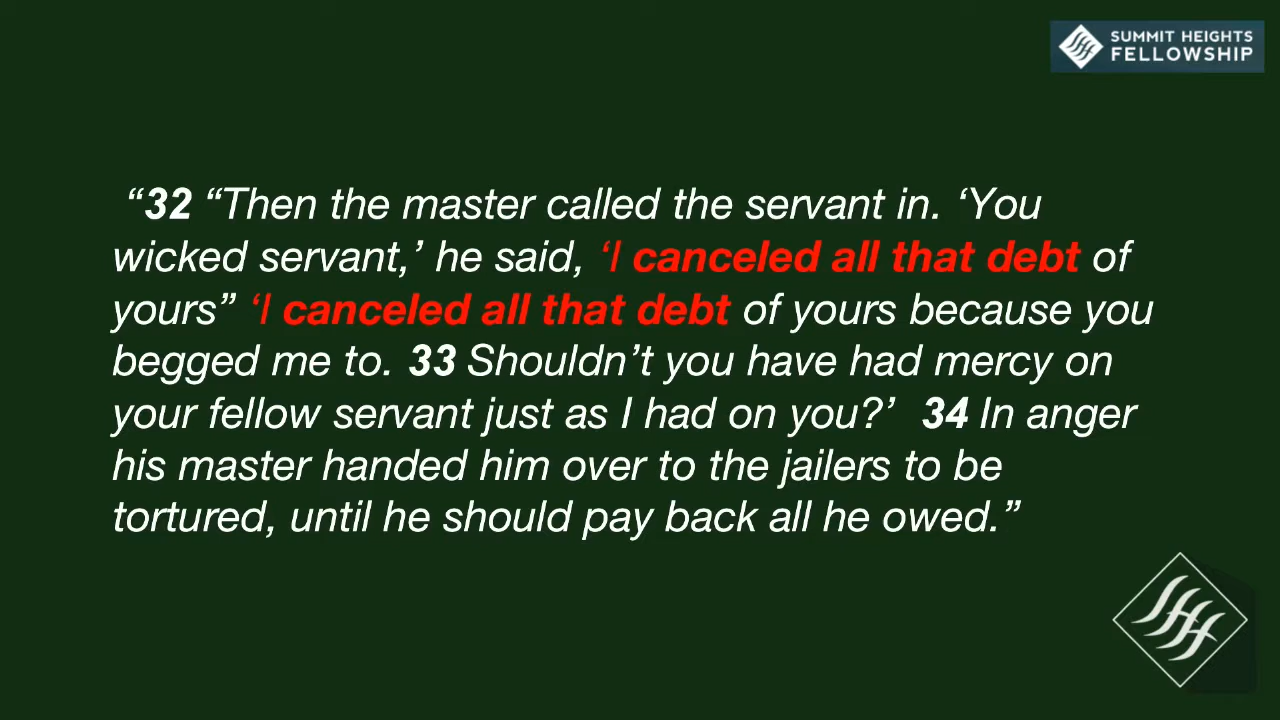 SUMMIT HEIGHTS
FELLOWSHIP
“32 “Then the master called the servant in. ‘You
wicked servant,’ he said, ‘I canceled all that debt of
yours” ‘I canceled all that debt of yours because you
begged me to. 33 Shouldn’t you have had mercy on
your fellow servant just as I had on you?’ 34 In anger
his master handed him over to the jailers to be
tortured, until he should pay back all he owed.”